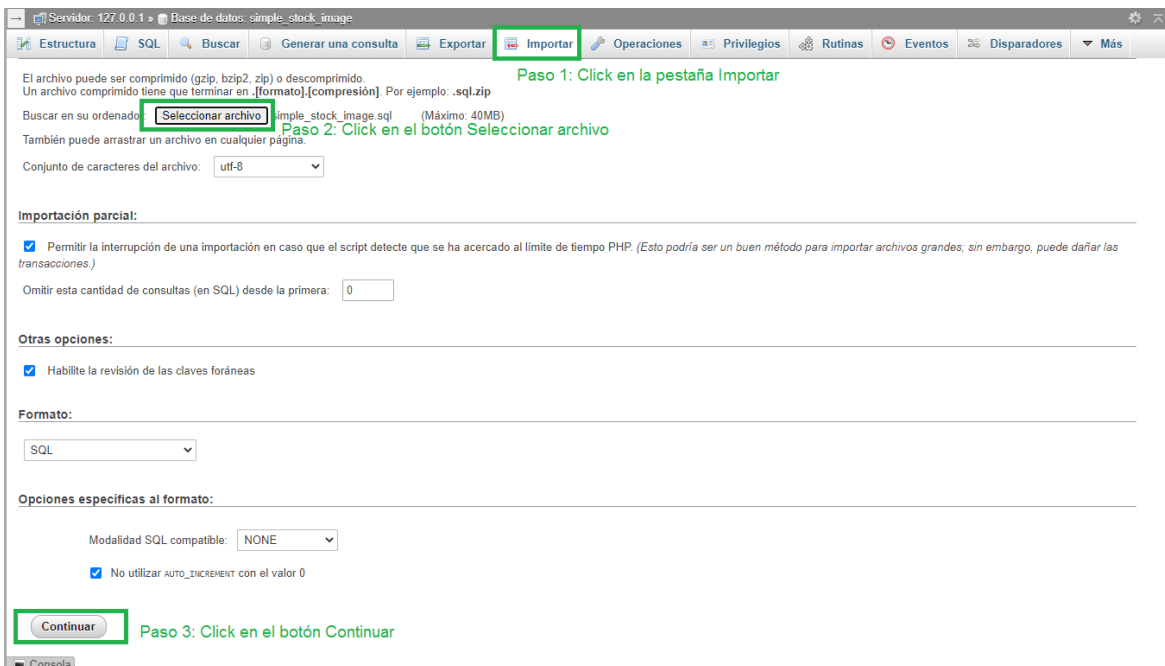 Servidor: 127.0.0.1 » Base de datos: simple_stock_image
Estructura SQL Buscar Generar una consulta Exportar Importar Operaciones Privilegios Rutinas Eventos Disparadores Más
Paso 1: Click en la pestaña Importar
El archivo puede ser comprimido (gzip, bzip2, zip) o descomprimido.
Un archivo comprimido tiene que terminar en .[formato].[compresión]. Por ejemplo: .sql.zip
Buscar en su ordenador: Seleccionar archivo simple_stock_image.sql (Máximo: 40MB)
Paso 2: Click en el botón Seleccionar archivo
También puede arrastrar un archivo en cualquier página.
Conjunto de caracteres del archivo: utf-8
Importación parcial:
Permitir la interrupción de una importación en caso que el script detecte que se ha acercado al límite de tiempo PHP. (Esto podría ser un buen método para importar archivos grandes; sin embargo, puede dañar las
transacciones.)
Omitir esta cantidad de consultas (en SQL) desde la primera: 0
Otras opciones:
Habilite la revisión de las claves foráneas
Formato:
SQL
Opciones específicas al formato:
Modalidad SQL compatible: NONE
No utilizar AUTO_INCREMENT con el valor 0
Continuar
Paso 3: Click en el botón Continuar
Consola